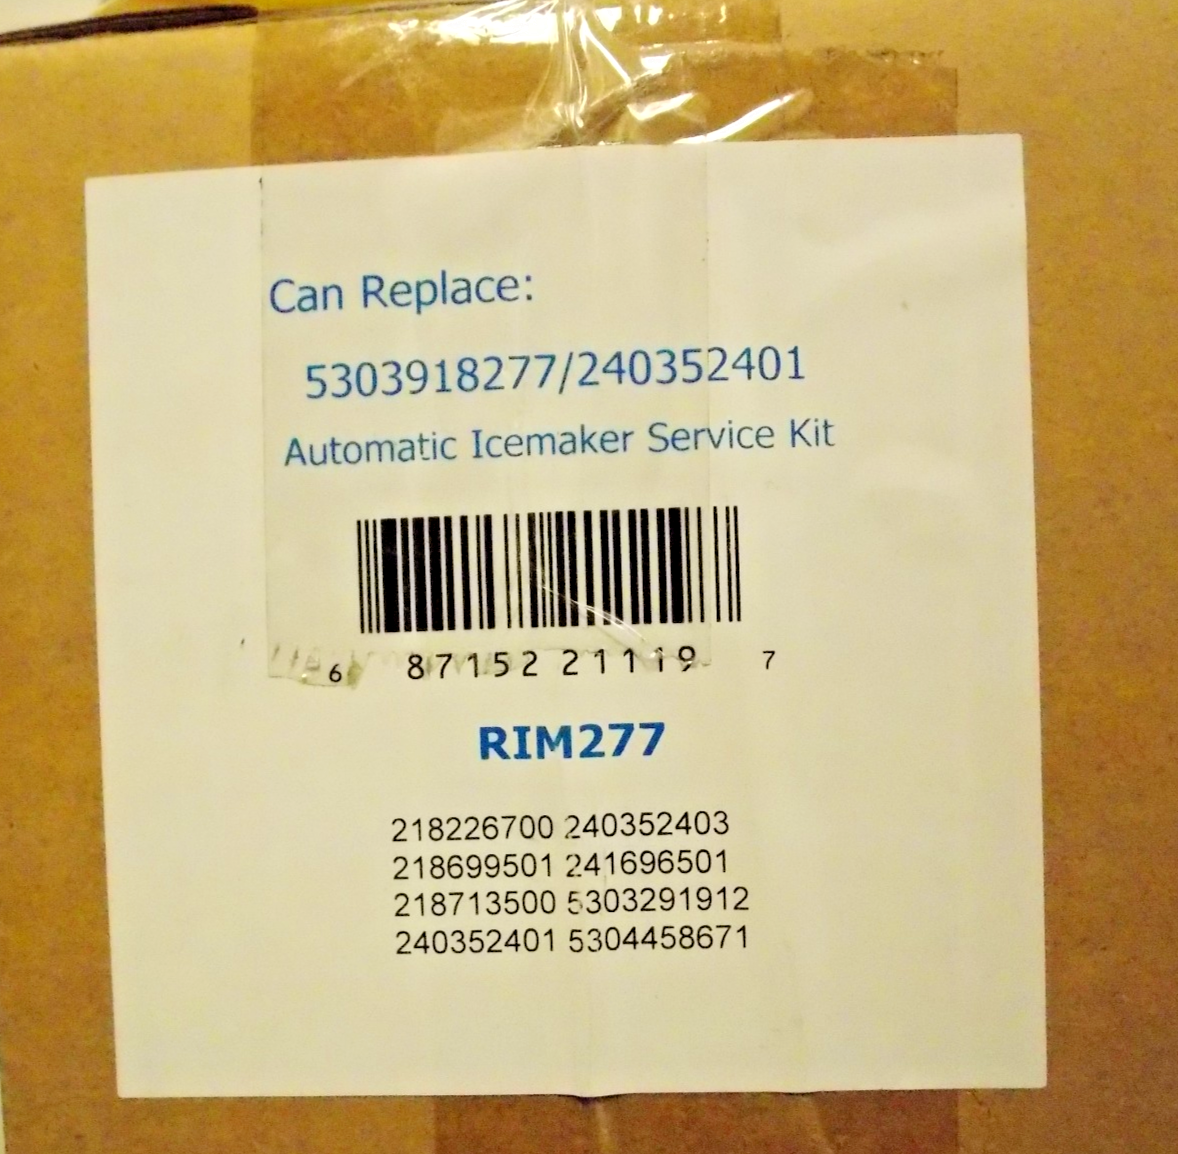 Can Replace:
5303918277/240352401
Automatic Icemaker Service Kit
6 87152 21119 7
RIM277
218226700 240352403
218699501 241696501
218713500 5303291912
240352401 5304458671